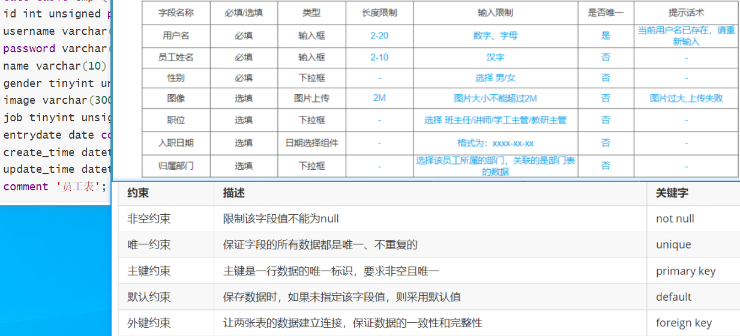 id int unsigned p
username varchar(
password varchar(
name varchar(10)
gender tinyint un
image varchar(300
job tinyint unsig
entrydate date co
create_time datet
update_time datet
comment '员工表';
字段名称 必填/选填 类型 长度限制 输入限制 是否唯一 提示话术
用户名 必填 输入框 2-20 数字、字母 是 当前用户名已存在，请重
新输入
员工姓名 必填 输入框 2-10 汉字 否 -
性别 必填 下拉框 - 选择 男/女 否 -
图像 选填 图片上传 2M 图片大小不能超过2M 否 图片过大,上传失败
职位 选填 下拉框 - 选择 班主任/讲师/学工主管/教研主管 否 -
入职日期 选填 日期选择组件 - 格式为：xxxx-xx-xx 否 -
归属部门 选填 下拉框 - 选择该员工所属的部门，关联的是部门表
的数据 否 -
约束 描述 关键字
非空约束 限制该字段值不能为null not null
唯一约束 保证字段的所有数据都是唯一、不重复的 unique
主键约束 主键是一行数据的唯一标识，要求非空且唯一 primary key
默认约束 保存数据时，如果未指定该字段值，则采用默认值 default
外键约束 让两张表的数据建立连接，保证数据的一致性和完整性 foreign key